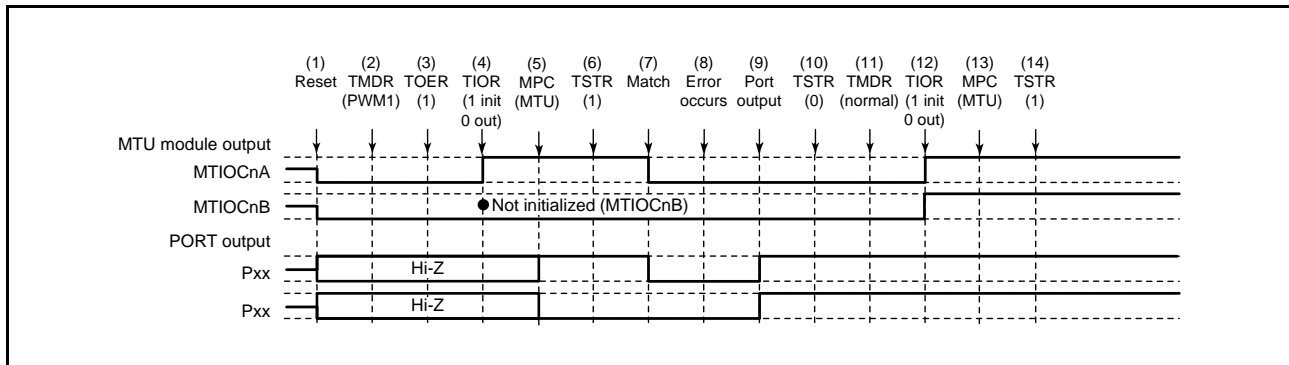 (1) (2) (3) (4) (5) (6) (7) (8) (9) (10) (11) (12) (13) (14)
Reset TMDR TOER TIOR MPC TSTR Match Error Port TSTR TMDR TIOR MPC TSTR
(PWM1) (1) (1 init (MTU) (1) occurs output (0) (normal) (1 init (MTU) (1)
0 out) 0 out)
MTU module output
MTIOCnA
MTIOCnB Not initialized (MTIOCnB)
PORT output
Pxx Hi-Z
Pxx Hi-Z